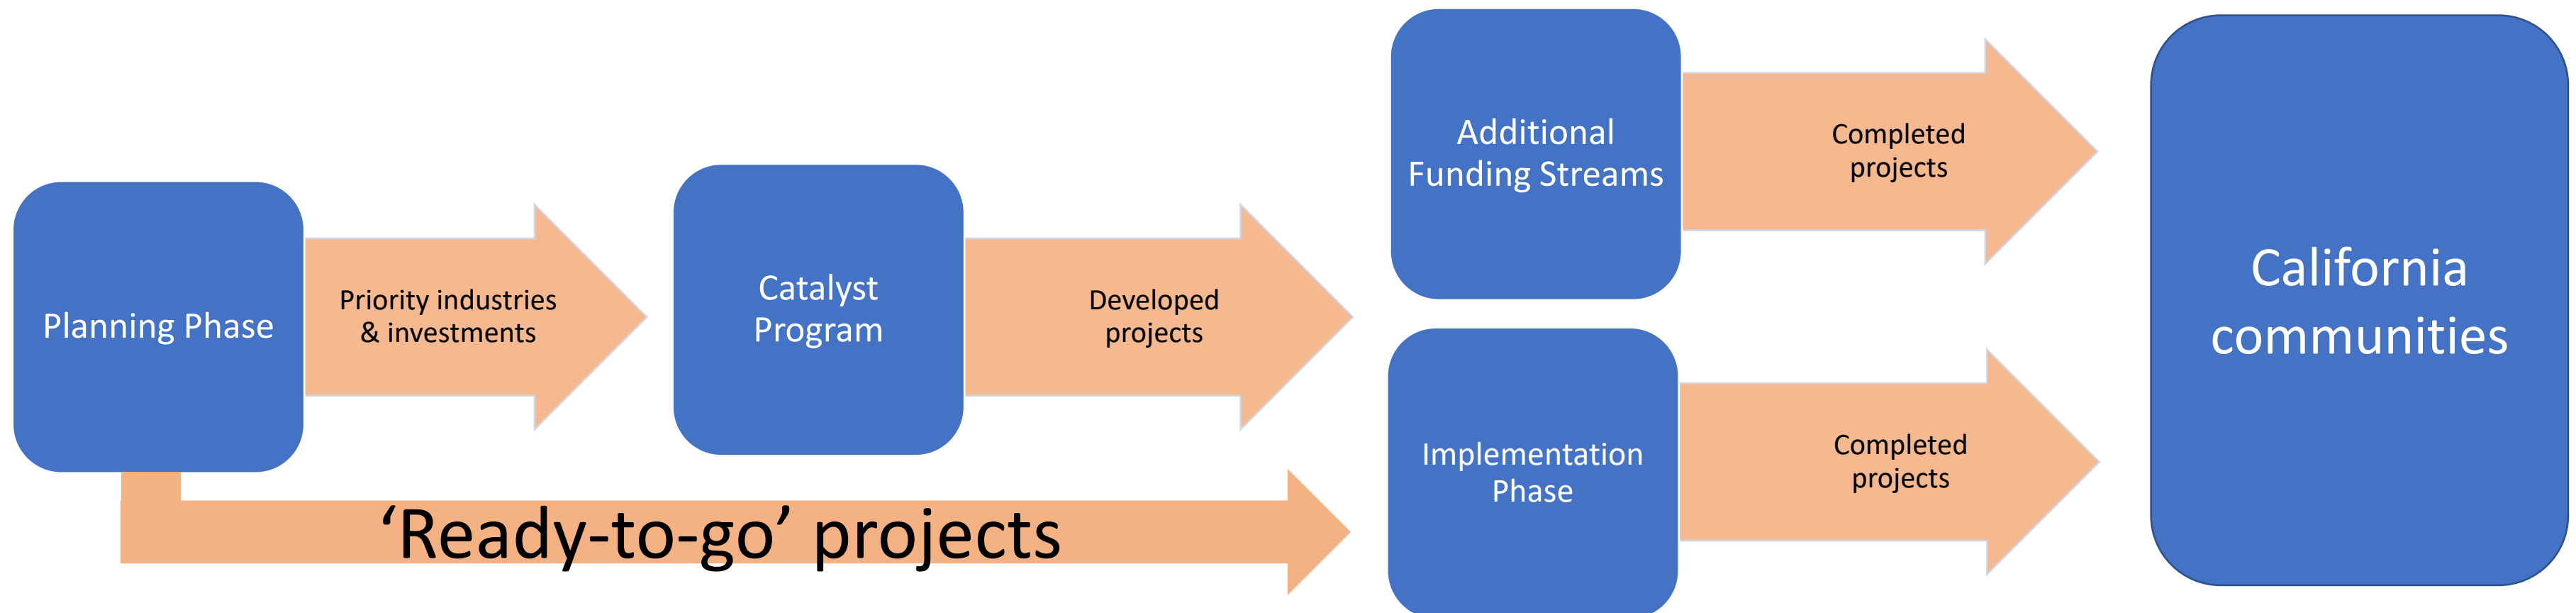 Planning Phase
Priority industries
& investments
Catalyst
Program
Developed
projects
‘Ready-to-go’ projects
Additional
Funding Streams
Completed
projects
Implementation
Phase
Completed
projects
California
communities